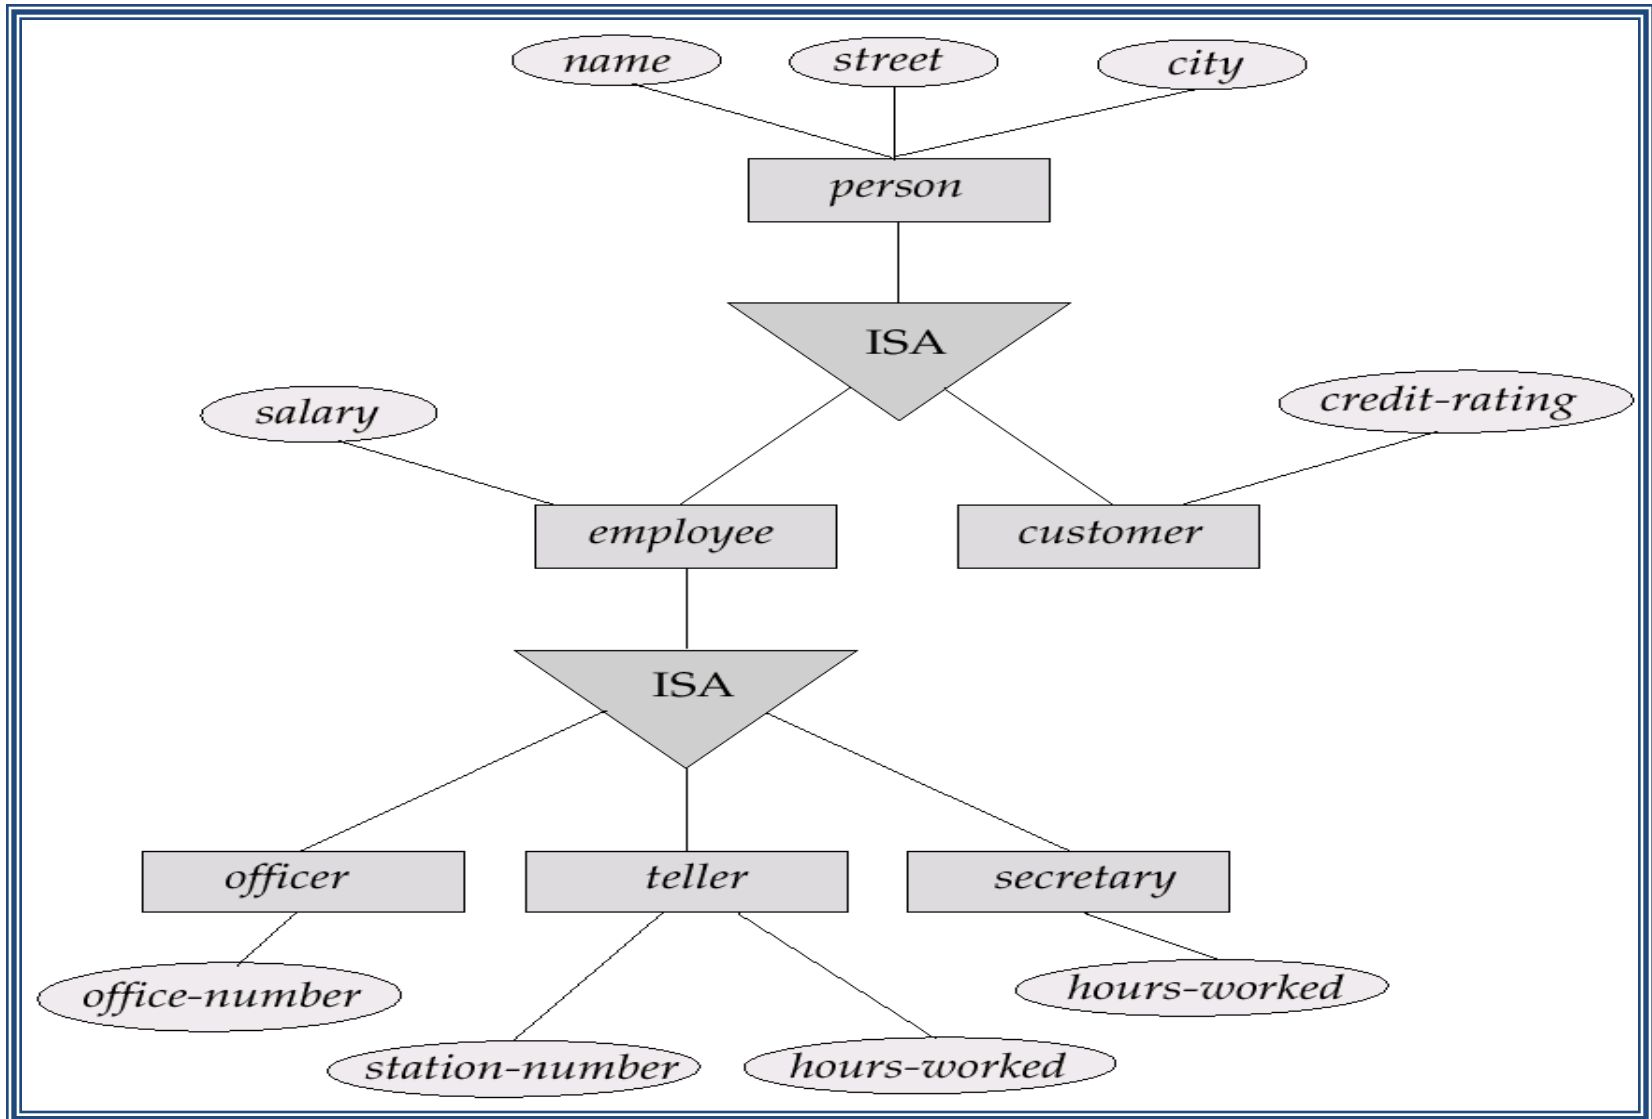 name
street
city
person
ISA
salary
credit-rating
employee
customer
ISA
officer
teller
secretary
office-number
station-number
hours-worked
hours-worked